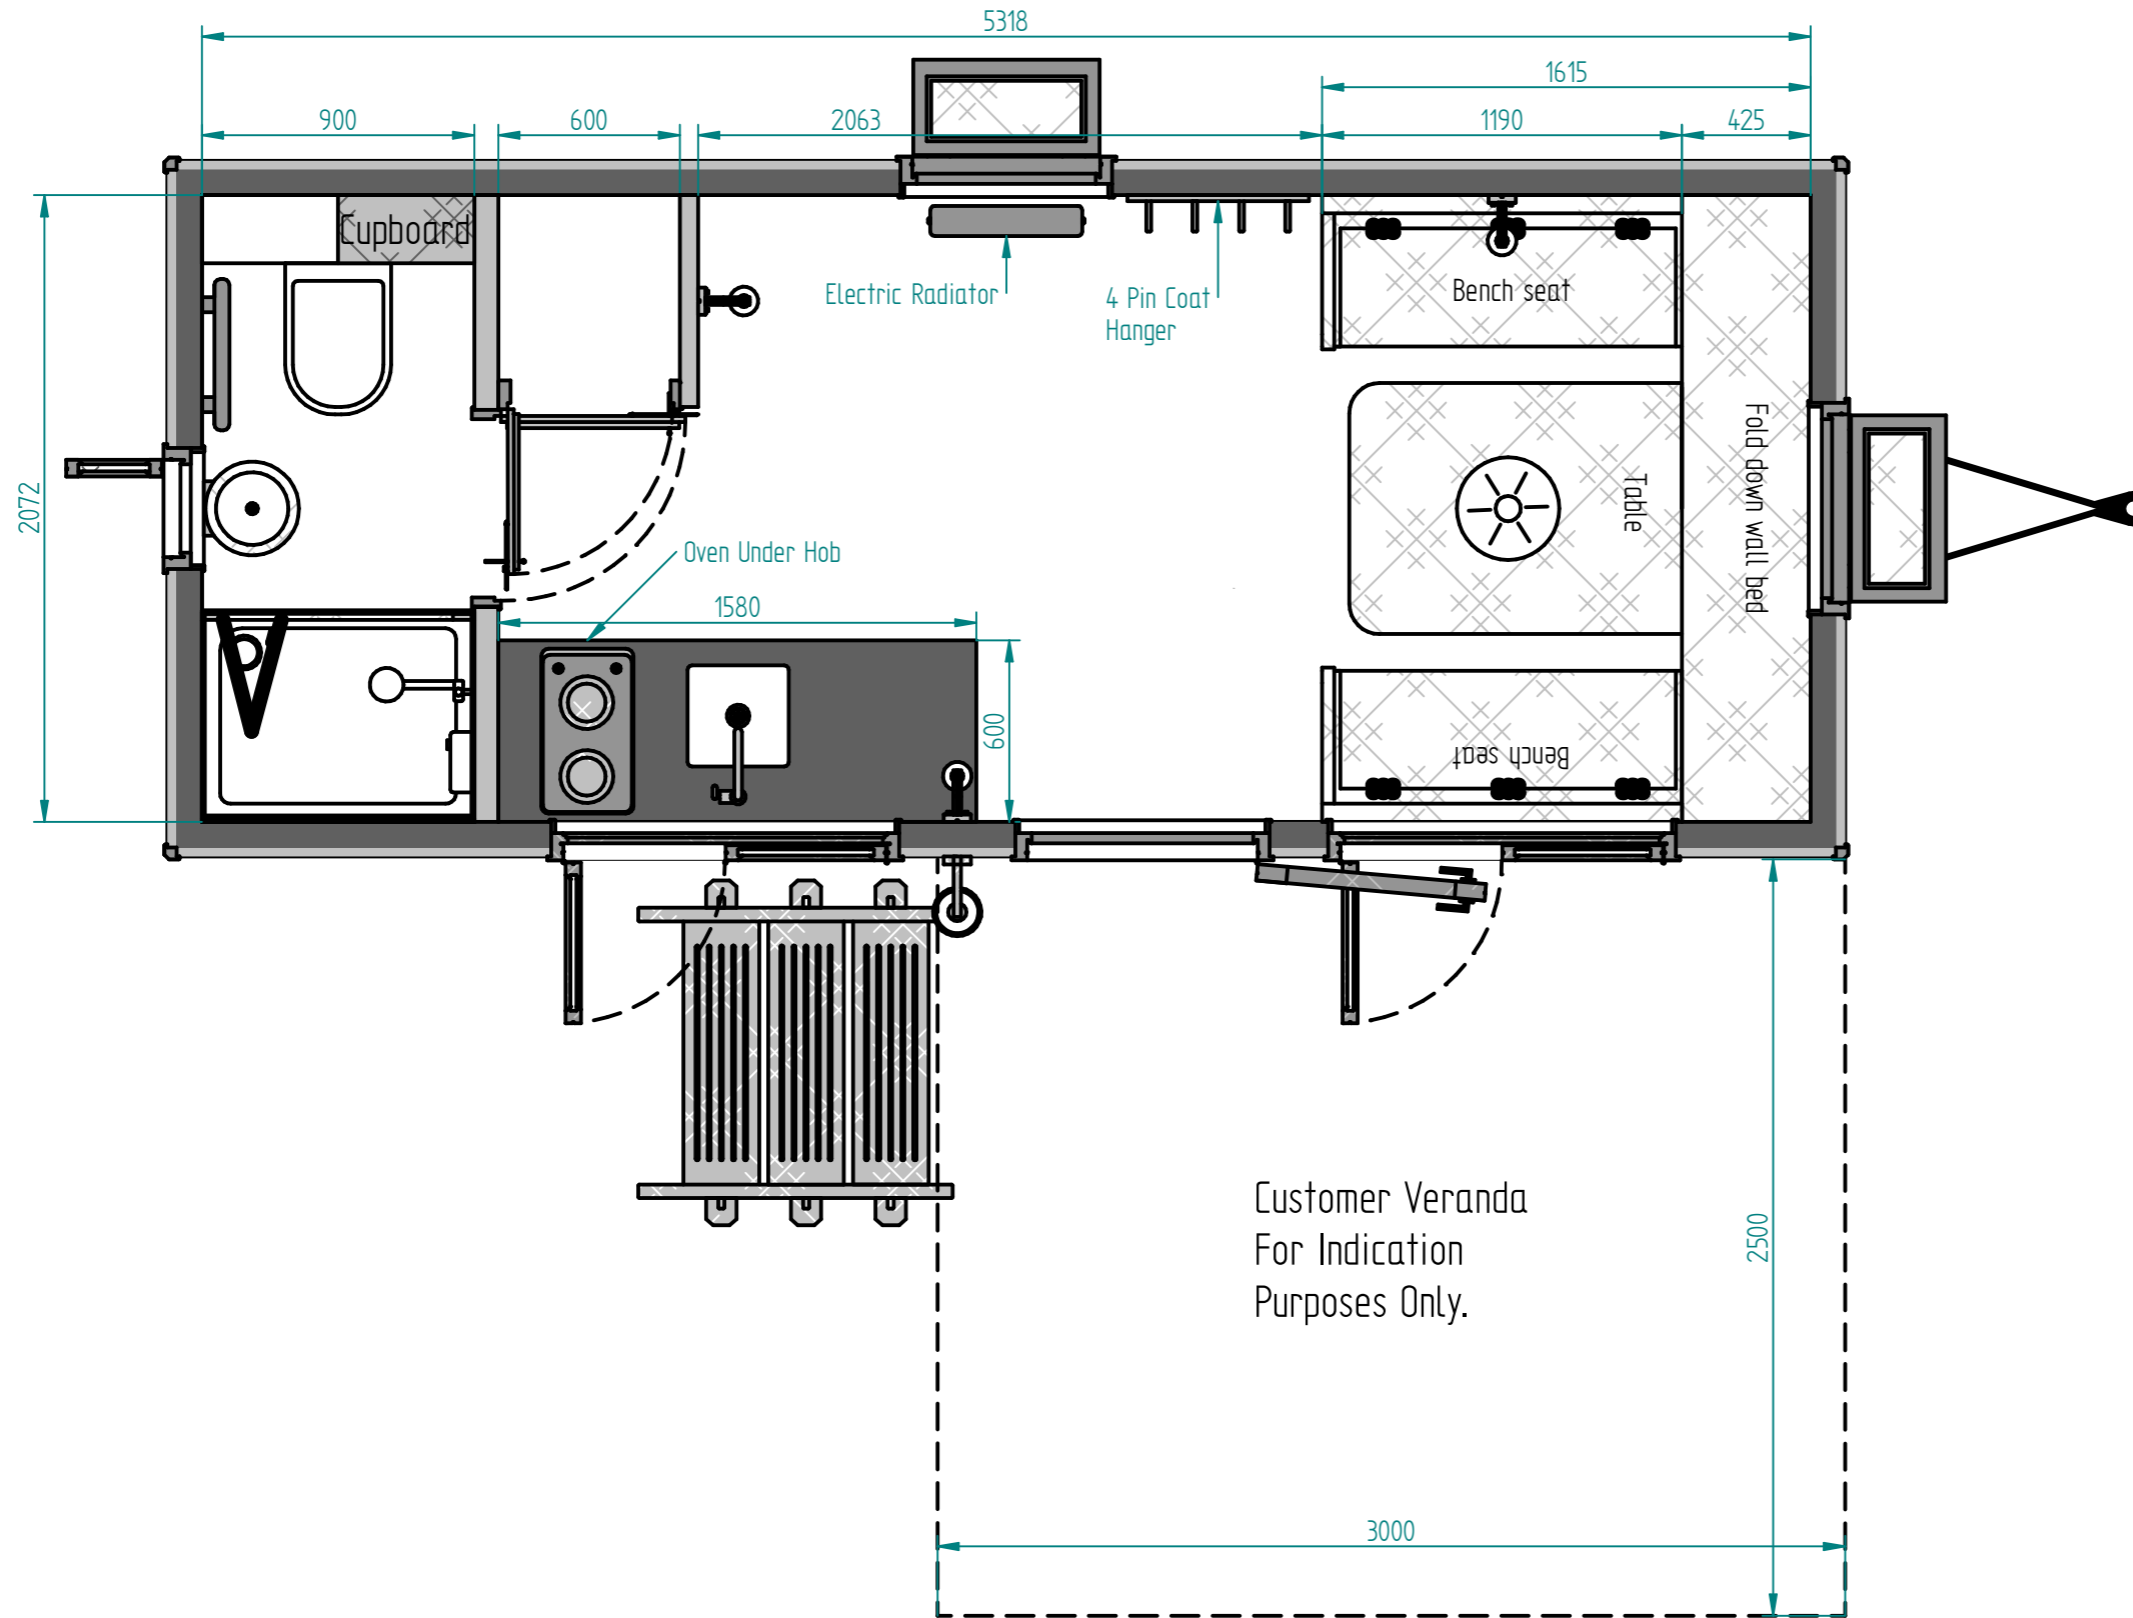 5318
1615
900
600
2063
1190
425
Cupboard
Electric Radiator
4 Pin Coat
Hanger
Bench seat
2072
Table
Fold down wall bed
Oven Under Hob
1580
600
Bench seat
Customer Veranda
For Indication
Purposes Only.
2500
3000